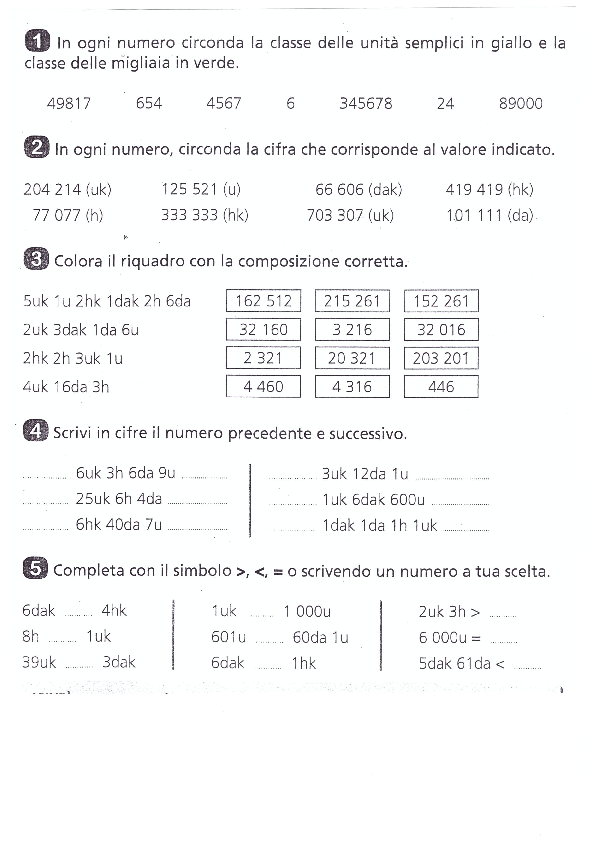 1 In ogni numero circonda la classe delle unità semplici in giallo e la
classe delle migliaia in verde.
49817 654 4567 6 345678 24 89000
2 In ogni numero, circonda la cifra che corrisponde al valore indicato.
204 214 (uk) 125 521 (u) 66 606 (dak) 419 419 (hk)
77 077 (h) 333 333 (hk) 703 307 (uk) 101 111 (da)
3 Colora il riquadro con la composizione corretta.
5uk 1u 2hk 1dak 2h 6da 162 512 215 261 152 261
2uk 3dak 1da 6u 32 160 3 216 32 016
2hk 2h 3uk 1u 2 321 20 321 203 201
4uk 16da 3h 4 460 4 316 446
4 Scrivi in cifre il numero precedente e successivo.
............ 6uk 3h 6da 9u ............ ............ 3uk 12da 1u ............
............ 25uk 6h 4da ............ ............ 1uk 6dak 600u ............
............ 6hk 40da 7u ............ ............ 1dak 1da 1h 1uk ............
5 Completa con il simbolo >, <, = o scrivendo un numero a tua scelta.
6dak ........ 4hk 1uk ........ 1 000u 2uk 3h > ........
8h ........ 1uk 601u ........ 60da 1u 6 000u = ........
39uk ........ 3dak 6dak ........ 1hk 5dak 61da < ........